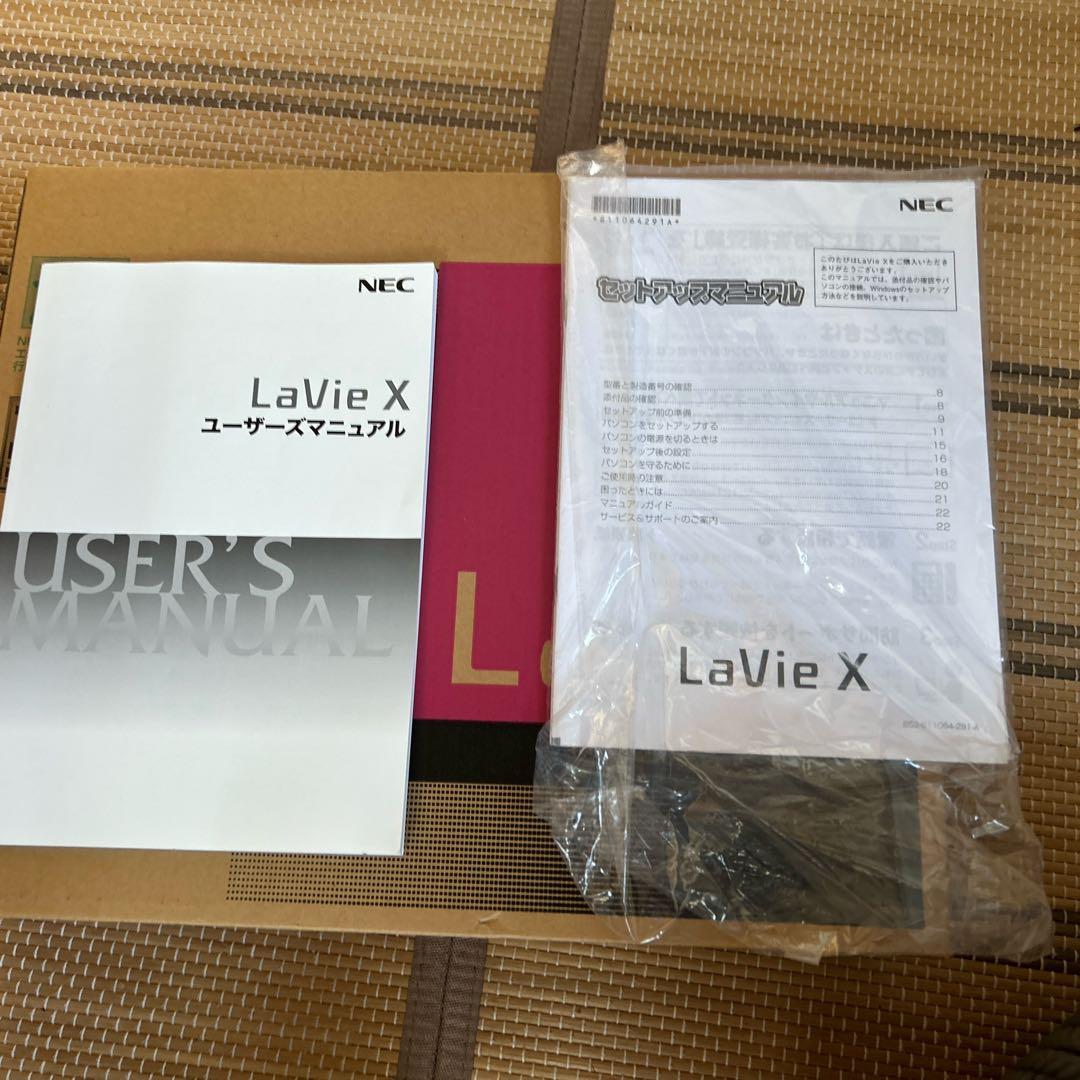 NEC
LaVie X
ユーザーズマニュアル
USER'S
MANUAL
L
*811064291A*
NEC
セットアップマニュアル
このたびはLaVie Xをご購入いただき
ありがとうございます。
このマニュアルでは、添付品の確認やパ
ソコンの接続、Windowsのセットアップ
方法などを説明しています。
型番と製造番号の確認 8
添付品の確認 8
セットアップ前の準備 9
パソコンをセットアップする 11
パソコンの電源を切るときは 15
セットアップ後の設定 16
パソコンを守るために 18
ご使用時の注意 20
困ったときには 21
マニュアルガイド 22
サービス&サポートのご案内 22
LaVie X